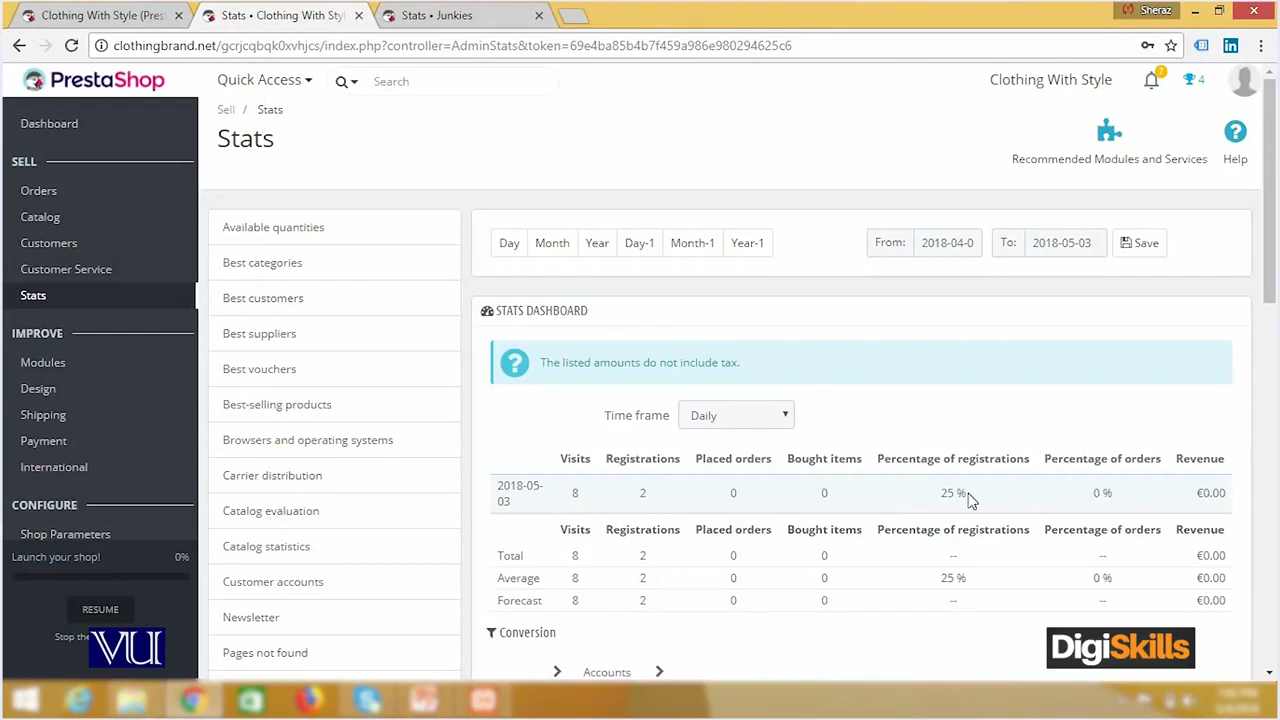 Clothing With Style (Pres
Stats • Clothing With Styl
Stats • Junkies
Sheraz
clothingbrand.net/gcrjcqbqk0xvhjcs/index.php?controller=AdminStats&token=69e4ba85b4b7f459a986e980294625c6
PrestaShop
Quick Access
Search
Clothing With Style
7
4
Sell / Stats
Stats
Recommended Modules and Services
Help
Dashboard
SELL
Orders
Catalog
Customers
Customer Service
Stats
IMPROVE
Modules
Design
Shipping
Payment
International
CONFIGURE
Shop Parameters
Launch your shop! 0%
RESUME
Stop the
VU
Available quantities
Best categories
Best customers
Best suppliers
Best vouchers
Best-selling products
Browsers and operating systems
Carrier distribution
Catalog evaluation
Catalog statistics
Customer accounts
Newsletter
Pages not found
Day Month Year Day-1 Month-1 Year-1
From: 2018-04-0 To: 2018-05-03 Save
STATS DASHBOARD
The listed amounts do not include tax.
Time frame Daily
Visits Registrations Placed orders Bought items Percentage of registrations Percentage of orders Revenue
2018-05-03 8 2 0 0 25 % 0 % €0.00
Visits Registrations Placed orders Bought items Percentage of registrations Percentage of orders Revenue
Total 8 2 0 0 -- -- €0.00
Average 8 2 0 0 25 % 0 % €0.00
Forecast 8 2 0 0 -- -- €0.00
Conversion
Accounts
DigiSkills